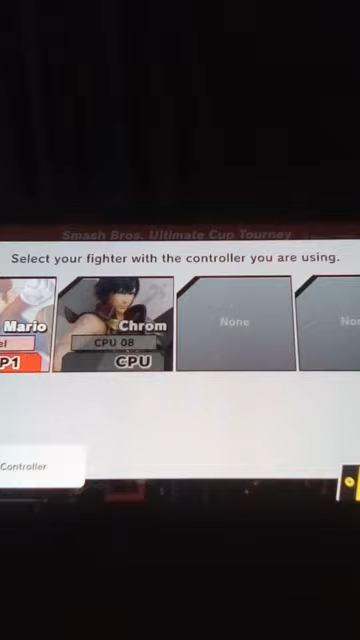 Smash Bros. Ultimate Cup Tourney
Select your fighter with the controller you are using.
Mario
Chrom
None
el
CPU 08
P1
CPU
Controller